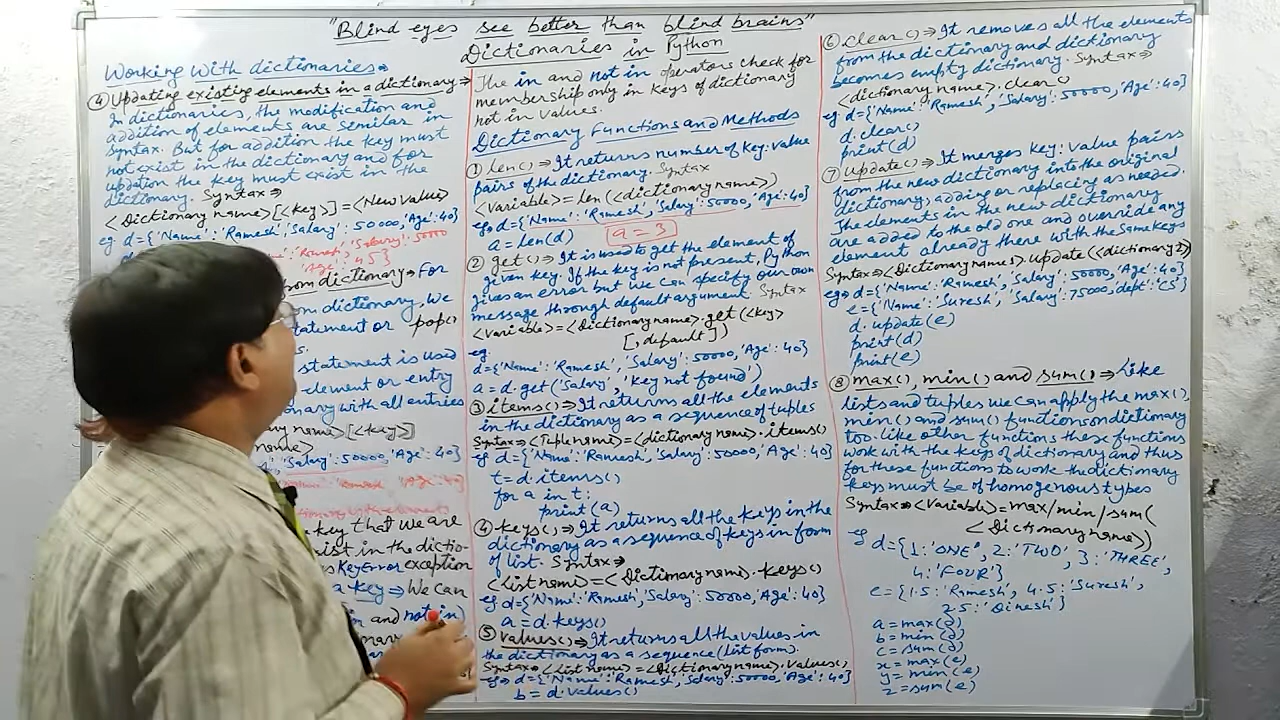 "Blind eyes see better than blind brains"
Dictionaries in Python
Working with dictionaries⇒
④ Updating existing elements in a dictionary⇒
In dictionaries, the modification and
addition of elements are similar in
syntax. But for addition the key must
not exist in the dictionary and for
updation the key must exist in the
dictionary. Syntax⇒
<Dictionary name>[<key>]=<New value>
eg d={'Name':'Ramesh','Salary':50000,'Age':40}
'Ramesh','Salary':50000
'Age':45}
from dictionary⇒ For
dictionary, we
statement or pop()
statement is used
element or entry
with all entries
name>[<key>]
name>
'Salary':50000,'Age':40}
'Ramesh' 'Age':40}
key that we are
exist in the dictio-
KeyError exception
a key⇒ We can
and not in
The in and not in operators check for
membership only in keys of dictionary
not in values.
Dictionary Functions and Methods
① len()⇒ It returns number of key:value
pairs of the dictionary. Syntax
<variable>=len(<dictionary name>)
eg⇒ d={'Name':'Ramesh','Salary':50000,'Age':40}
a=len(d) a=3
② get()⇒ It is used to get the element of
given key. If the key is not present, Python
gives an error but we can specify our own
message through default argument. Syntax
<variable>=<Dictionary name>.get(<key>
[,default])
eg.
d={'Name':'Ramesh','Salary':50000,'Age':40}
a=d.get('Salary','Key not found')
③ items()⇒ It returns all the elements
in the dictionary as a sequence of tuples
Syntax⇒ <Tuple name>=<dictionary name>.items()
eg d={'Name':'Ramesh','Salary':50000,'Age':40}
t=d.items()
for a in t:
print(a)
④ keys()⇒ It returns all the keys in the
dictionary as a sequence of keys in form
of list. Syntax⇒
<List name>=<Dictionary name>.keys()
eg d={'Name':'Ramesh','Salary':50000,'Age':40}
a=d.keys()
⑤ values()⇒ It returns all the values in
the dictionary as a sequence (list form).
Syntax⇒ <List name>=<Dictionary name>.values()
eg⇒ d={'Name':'Ramesh','Salary':50000,'Age':40}
b=d.values()
⑥ clear()⇒ It removes all the elements
from the dictionary and dictionary
becomes empty dictionary. Syntax⇒
<dictionary name>.clear()
eg d={'Name':'Ramesh','Salary':50000,'Age':40}
d.clear()
print(d)
⑦ update()⇒ It merges key:value pairs
from the new dictionary into the original
dictionary, adding or replacing as needed.
The elements in the new dictionary
are added to the old one and override any
element already there with the same keys
Syntax⇒ <Dictionary name1>.update(<dictionary2>)
eg⇒ d={'Name':'Ramesh','Salary':50000,'Age':40}
e={'Name':'Suresh','Salary':75000,'dept':'CS'}
d.update(e)
print(d)
print(e)
⑧ max(), min() and sum()⇒ Like
lists and tuples we can apply the max(),
min() and sum() functions on dictionary
too. Like other functions these functions
work with the keys of dictionary and thus
for these functions to work the dictionary
keys must be of homogenous types
Syntax⇒ <Variable>=max/min/sum(
<Dictionary name>)
eg d={1:'ONE',2:'TWO',3:'THREE',
4:'FOUR'}
e={1.5:'Ramesh',4.5:'Suresh',
2.5:'Dinesh'}
a=max(d)
b=min(d)
c=sum(d)
x=max(e)
y=min(e)
z=sum(e)